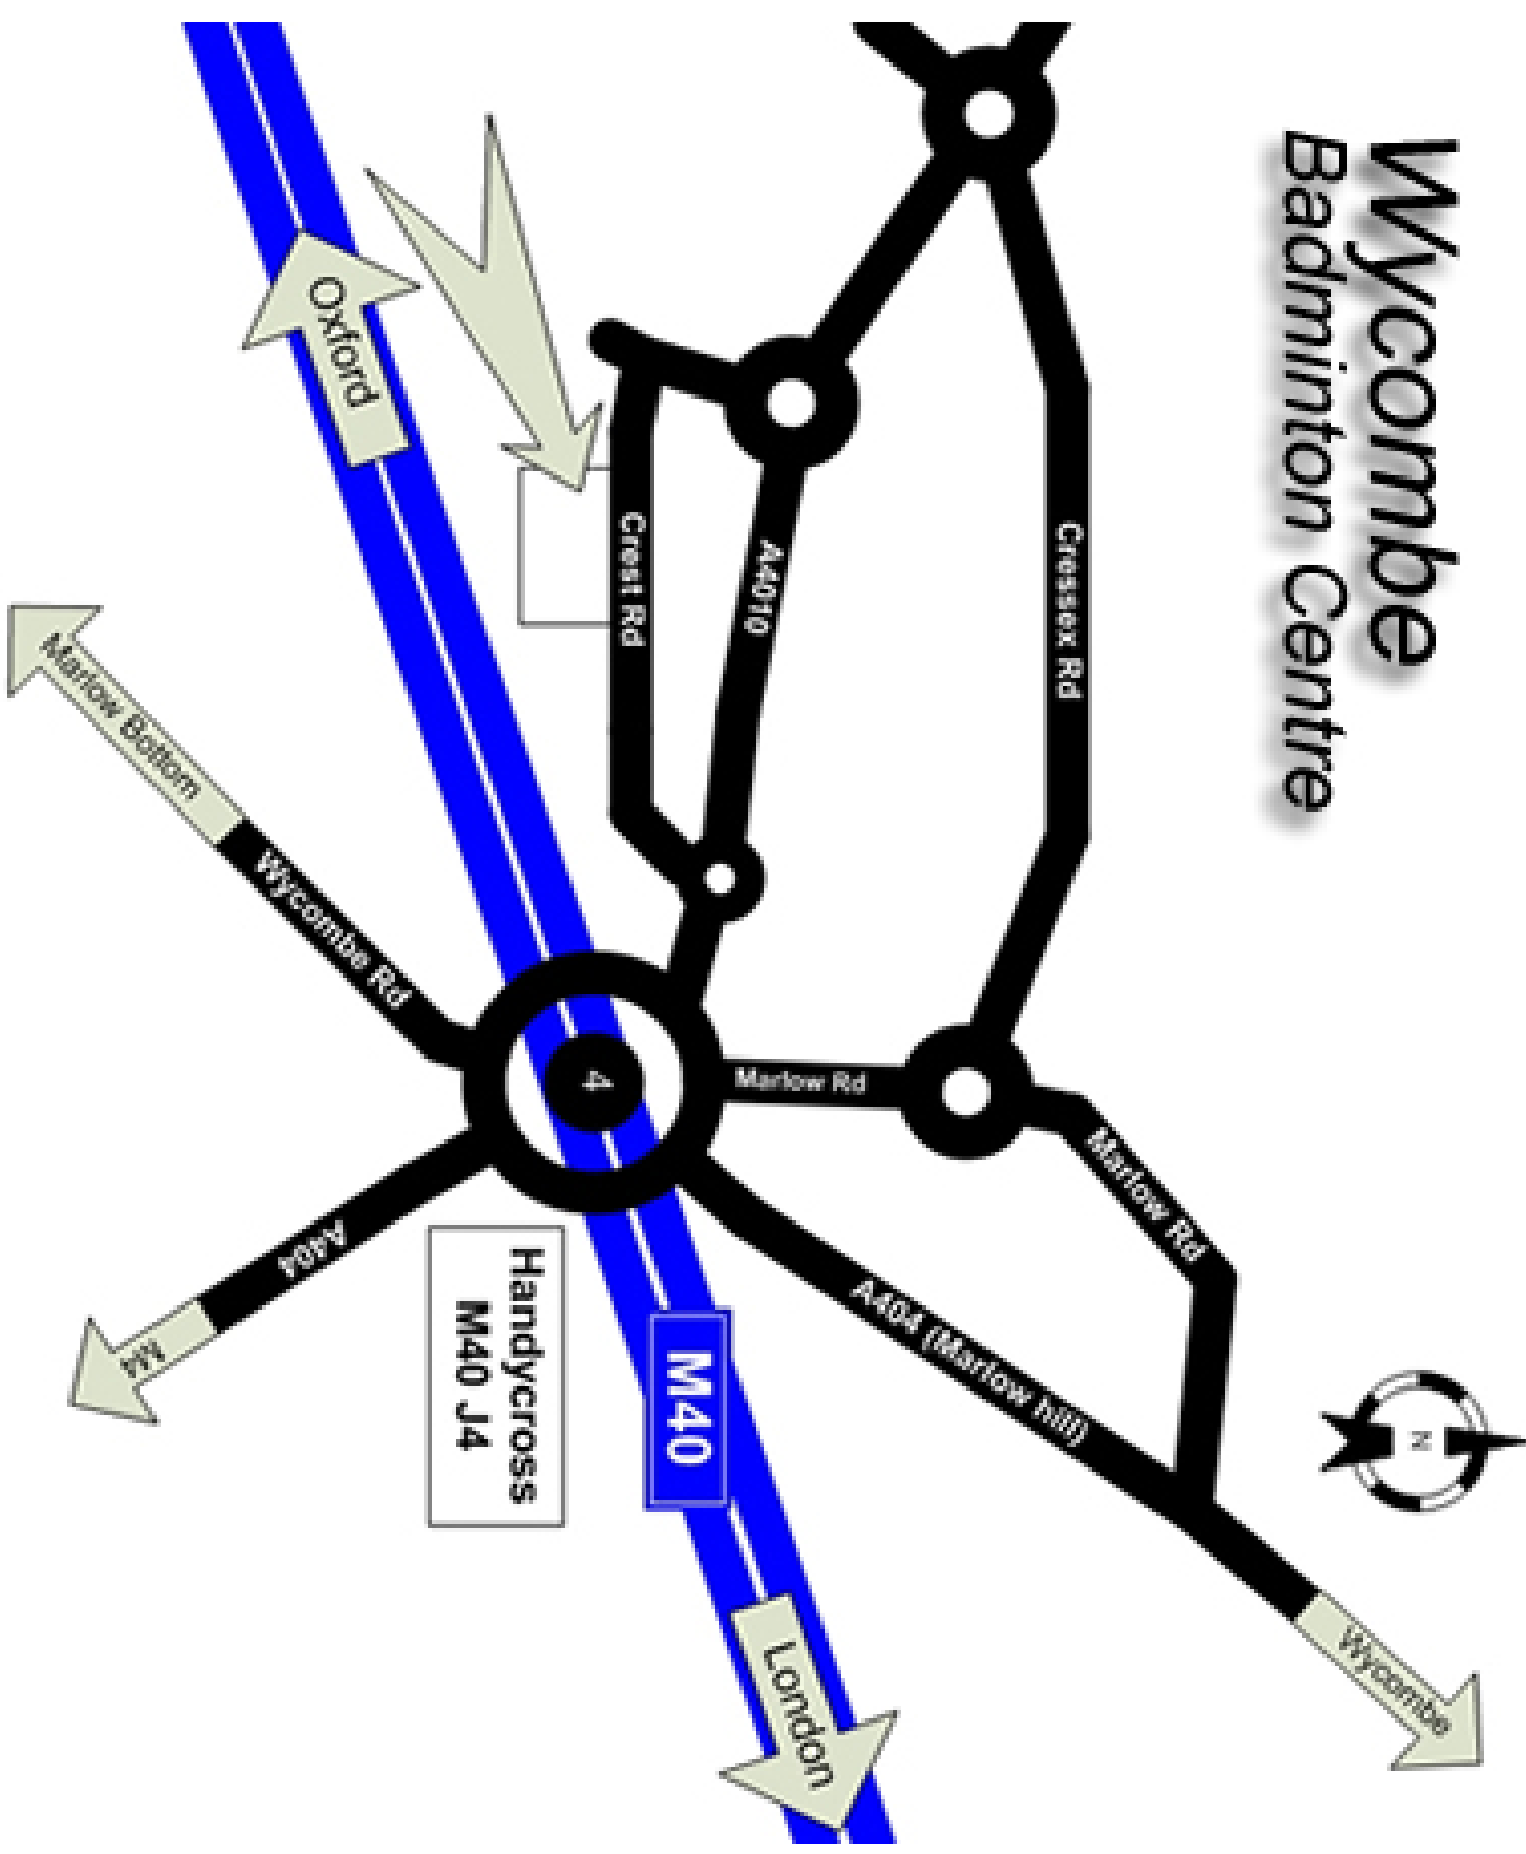 Wycombe
Badminton Centre
Crossex Rd
A4010
Crest Rd
Oxford
Marlow Bottom
Wycombe Rd
4
Marlow Rd
Marlow Rd
A404 (Marlow hill)
Wycombe
N
A404
M4
Handycross
M40 J4
M40
London